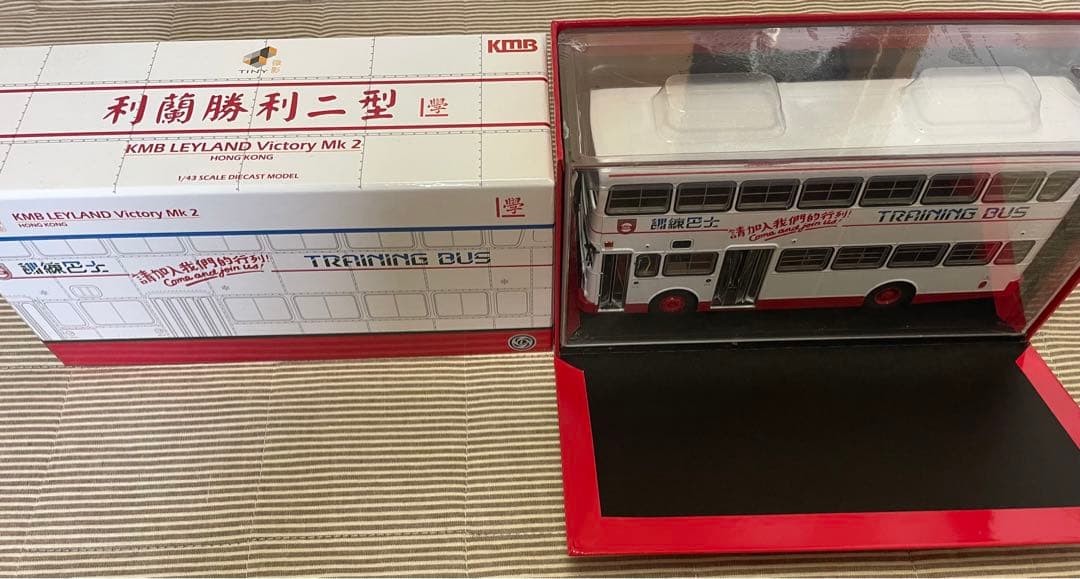 TINY 微影
KMB
利蘭勝利二型 學
KMB LEYLAND Victory Mk 2
HONG KONG
1/43 SCALE DIECAST MODEL
KMB LEYLAND Victory Mk 2
HONG KONG
學
訓練巴士
請加入我們的行列!
Come and join us!
TRAINING BUS
訓練巴士
請加入我們的行列!
Come and join us!
TRAINING BUS